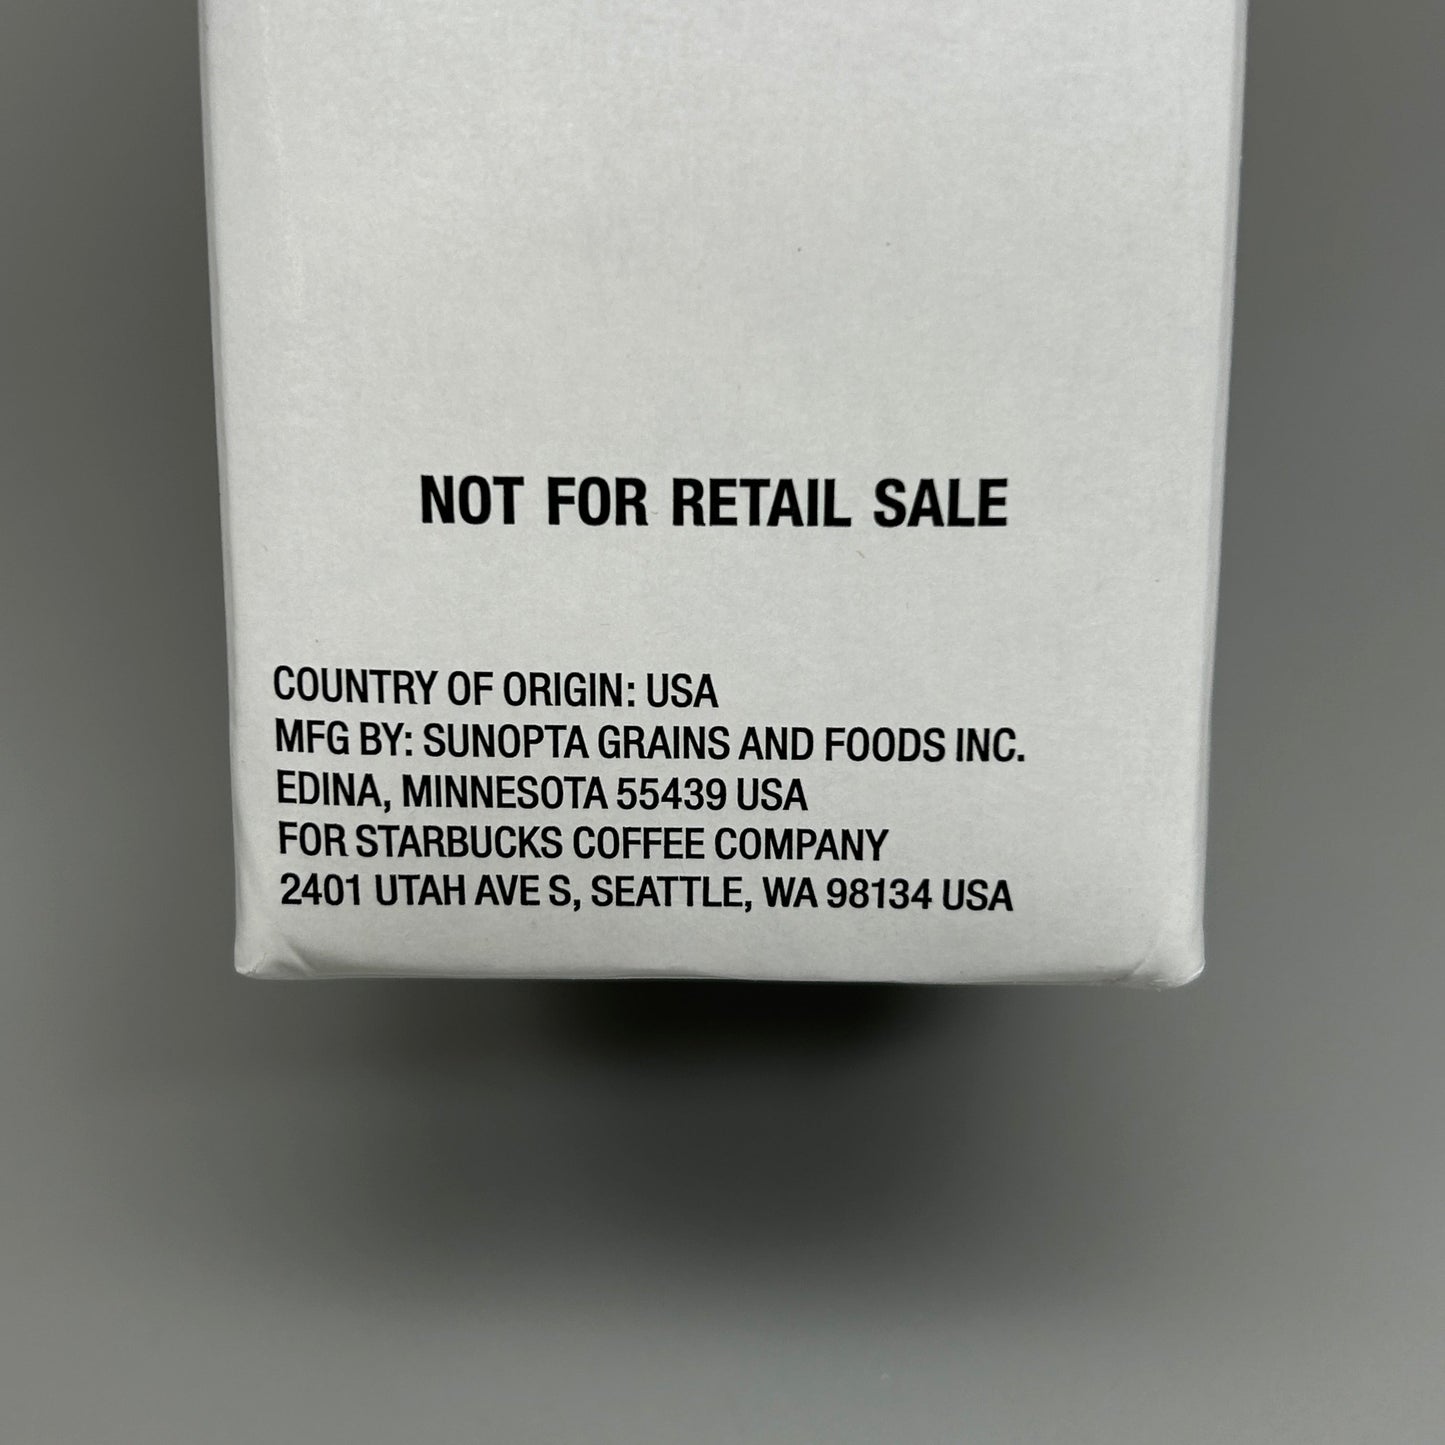 NOT FOR RETAIL SALE
COUNTRY OF ORIGIN: USA
MFG BY: SUNOPTA GRAINS AND FOODS INC.
EDINA, MINNESOTA 55439 USA
FOR STARBUCKS COFFEE COMPANY
2401 UTAH AVE S, SEATTLE, WA 98134 USA